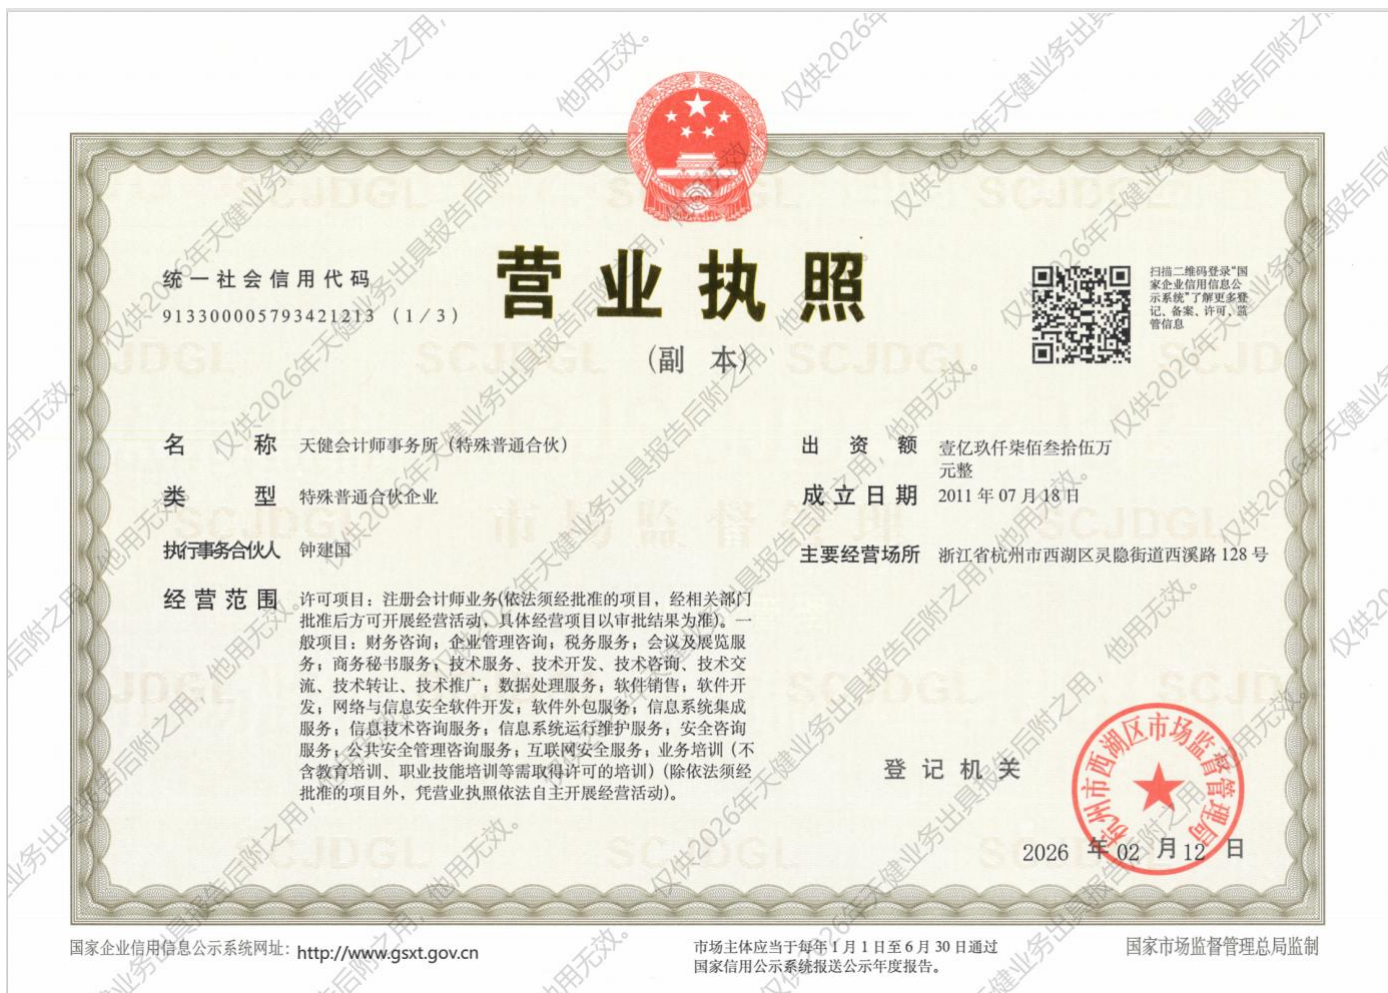 营业执照
（副 本）
统一社会信用代码
913300005793421213（1/3）
扫描二维码登录“国
家企业信用信息公
示系统”了解更多登
记、备案、许可、监
管信息
名 称 天健会计师事务所（特殊普通合伙）
类 型 特殊普通合伙企业
执行事务合伙人 钟建国
经营范围 许可项目：注册会计师业务(依法须经批准的项目，经相关部门
批准后方可开展经营活动，具体经营项目以审批结果为准)。一
般项目：财务咨询；企业管理咨询；税务服务；会议及展览服
务；商务秘书服务；技术服务、技术开发、技术咨询、技术交
流、技术转让、技术推广；数据处理服务；软件销售；软件开
发；网络与信息安全软件开发；软件外包服务；信息系统集成
服务；信息技术咨询服务；信息系统运行维护服务；安全咨询
服务；公共安全管理咨询服务；互联网安全服务；业务培训（不
含教育培训、职业技能培训等需取得许可的培训）(除依法须经
批准的项目外，凭营业执照依法自主开展经营活动)。
出 资 额 壹亿玖仟柒佰叁拾伍万
元整
成立日期 2011年07月18日
主要经营场所 浙江省杭州市西湖区灵隐街道西溪路128号
登记机关
杭州市西湖区市场监督管理局
2026 年 02 月 12 日
国家企业信用信息公示系统网址：http://www.gsxt.gov.cn
市场主体应当于每年1月1日至6月30日通过
国家信用公示系统报送公示年度报告。
国家市场监督管理总局监制
仅供2026年天健业务出具报告后附之用，他用无效。
SCJDGL
市场监督管理